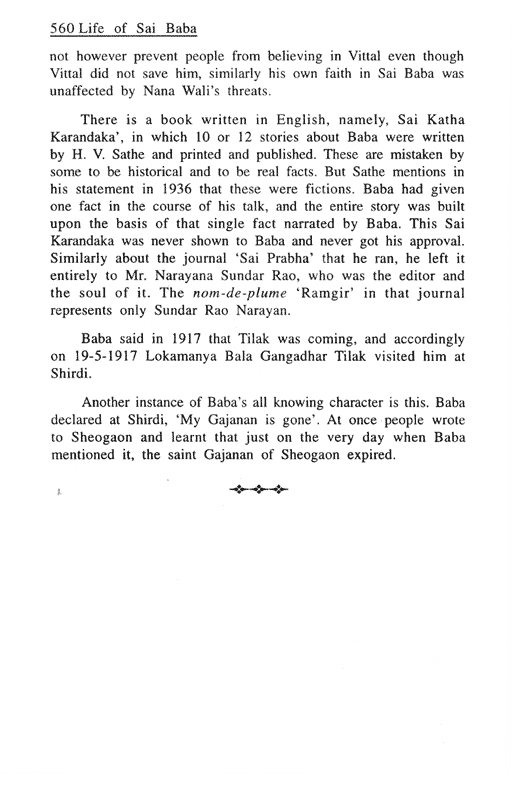 560 Life of Sai Baba
not however prevent people from believing in Vittal even though
Vittal did not save him, similarly his own faith in Sai Baba was
unaffected by Nana Wali's threats.
There is a book written in English, namely, Sai Katha
Karandaka', in which 10 or 12 stories about Baba were written
by H. V. Sathe and printed and published. These are mistaken by
some to be historical and to be real facts. But Sathe mentions in
his statement in 1936 that these were fictions. Baba had given
one fact in the course of his talk, and the entire story was built
upon the basis of that single fact narrated by Baba. This Sai
Karandaka was never shown to Baba and never got his approval.
Similarly about the journal 'Sai Prabha' that he ran, he left it
entirely to Mr. Narayana Sundar Rao, who was the editor and
the soul of it. The nom-de-plume 'Ramgir' in that journal
represents only Sundar Rao Narayan.
Baba said in 1917 that Tilak was coming, and accordingly
on 19-5-1917 Lokamanya Bala Gangadhar Tilak visited him at
Shirdi.
Another instance of Baba's all knowing character is this. Baba
declared at Shirdi, 'My Gajanan is gone'. At once people wrote
to Sheogaon and learnt that just on the very day when Baba
mentioned it, the saint Gajanan of Sheogaon expired.